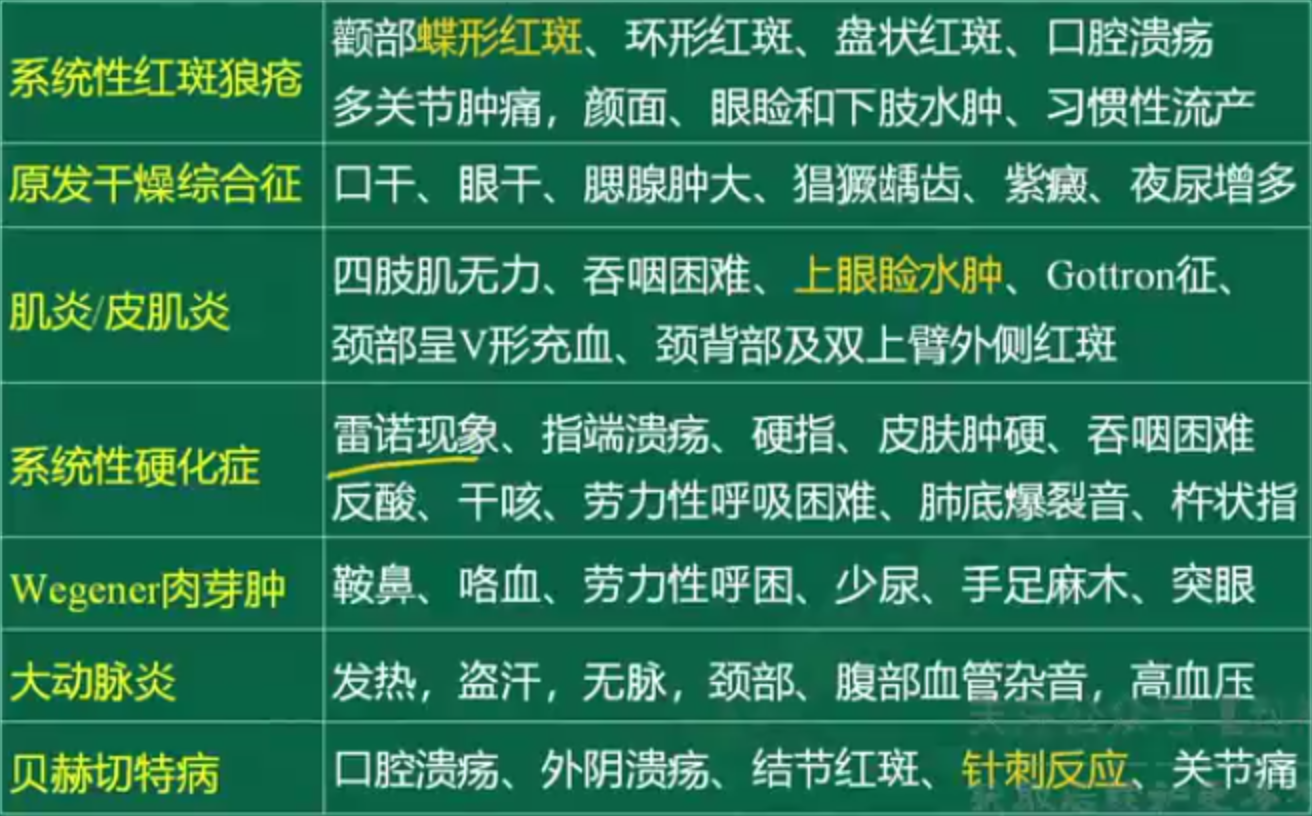 系统性红斑狼疮
颧部蝶形红斑、环形红斑、盘状红斑、口腔溃疡
多关节肿痛，颜面、眼睑和下肢水肿、习惯性流产
原发干燥综合征
口干、眼干、腮腺肿大、猖獗龋齿、紫癜、夜尿增多
肌炎/皮肌炎
四肢肌无力、吞咽困难、上眼睑水肿、Gottron征、
颈部呈V形充血、颈背部及双上臂外侧红斑
系统性硬化症
雷诺现象、指端溃疡、硬指、皮肤肿硬、吞咽困难
反酸、干咳、劳力性呼吸困难、肺底爆裂音、杵状指
Wegener肉芽肿
鞍鼻、咯血、劳力性呼困、少尿、手足麻木、突眼
大动脉炎
发热，盗汗，无脉，颈部、腹部血管杂音，高血压
贝赫切特病
口腔溃疡、外阴溃疡、结节红斑、针刺反应、关节痛